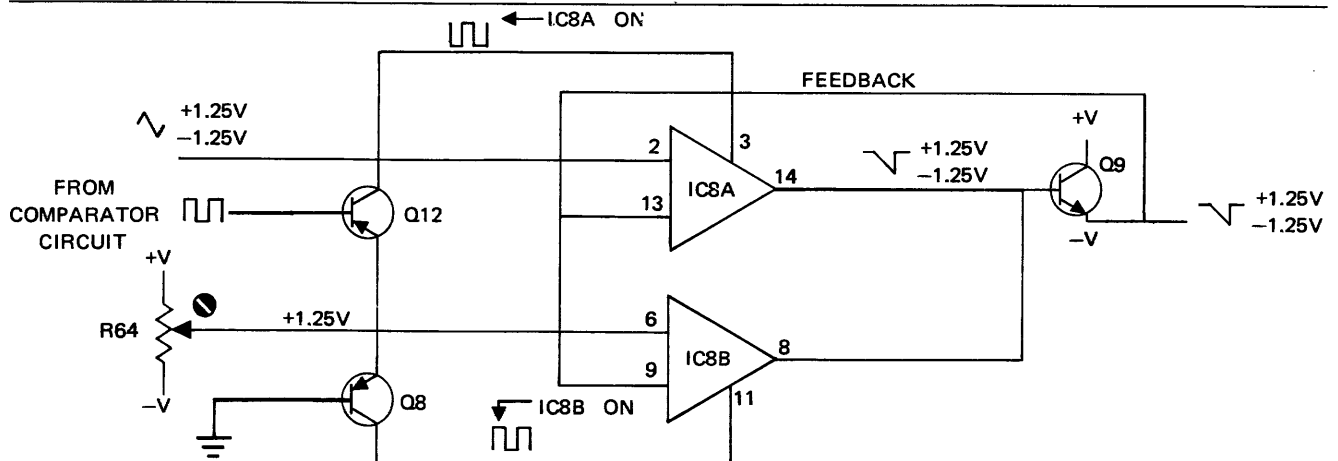 IC8A ON
FEEDBACK
+1.25V
−1.25V
+V
2
3
+1.25V
−1.25V
Q9
IC8A
14
FROM
COMPARATOR
CIRCUIT
13
Q12
+1.25V
−1.25V
−V
+V
R64
+1.25V
6
IC8B
8
9
−V
Q8
IC8B ON
11